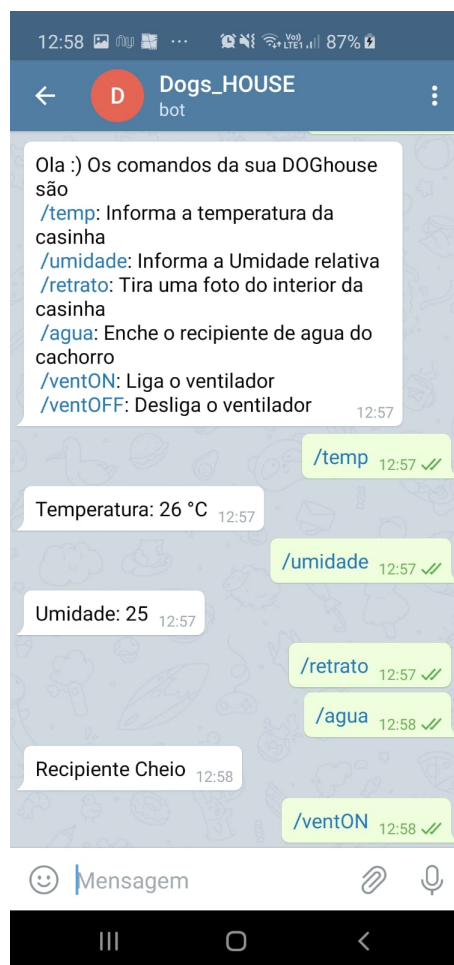 12:58
Vo)) LTE1 87%
D
Dogs_HOUSE
bot
Ola :) Os comandos da sua DOGhouse
são
/temp: Informa a temperatura da
casinha
/umidade: Informa a Umidade relativa
/retrato: Tira uma foto do interior da
casinha
/agua: Enche o recipiente de agua do
cachorro
/ventON: Liga o ventilador
/ventOFF: Desliga o ventilador 12:57
/temp 12:57
Temperatura: 26 °C 12:57
/umidade 12:57
Umidade: 25 12:57
/retrato 12:57
/agua 12:58
Recipiente Cheio 12:58
/ventON 12:58
Mensagem